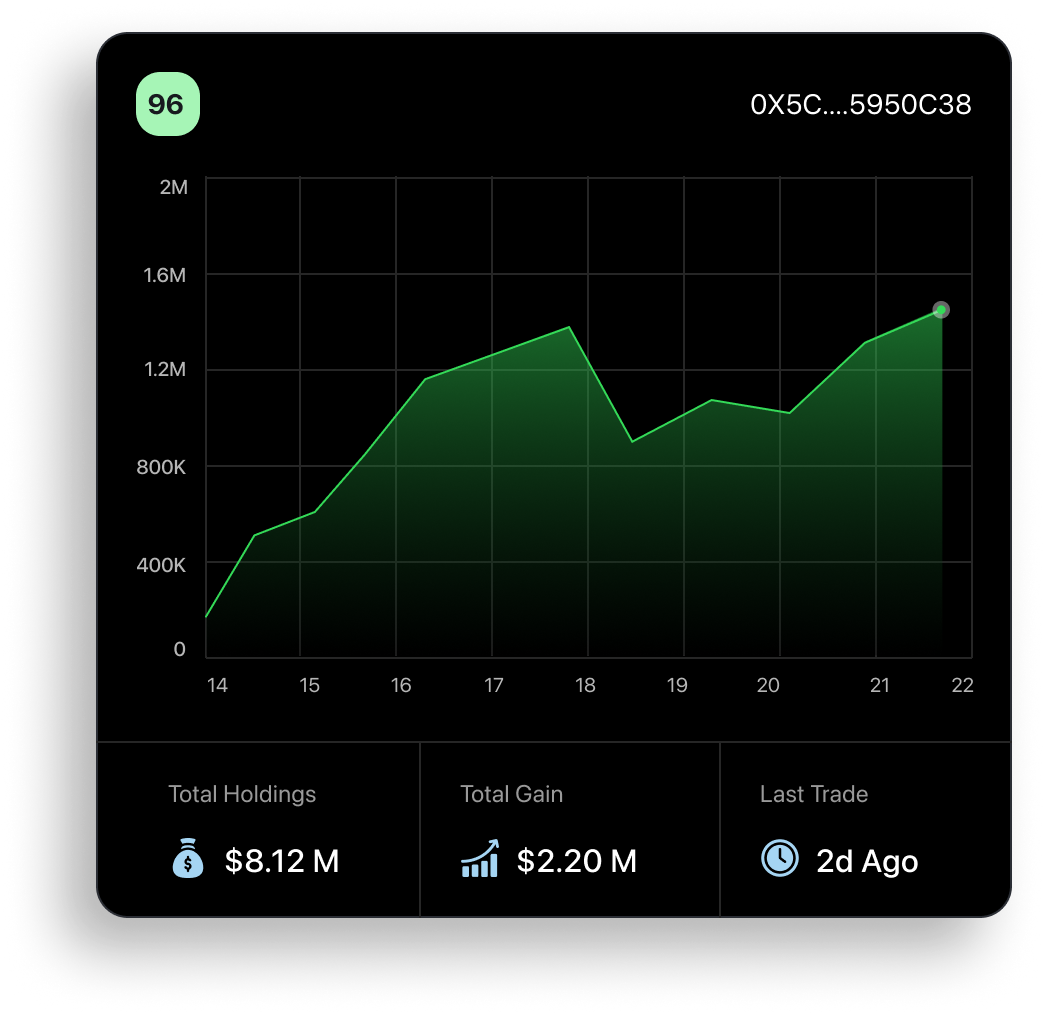 96
0X5C....5950C38
2M
1.6M
1.2M
800K
400K
0
14 15 16 17 18 19 20 21 22
Total Holdings
$8.12 M
Total Gain
$2.20 M
Last Trade
2d Ago